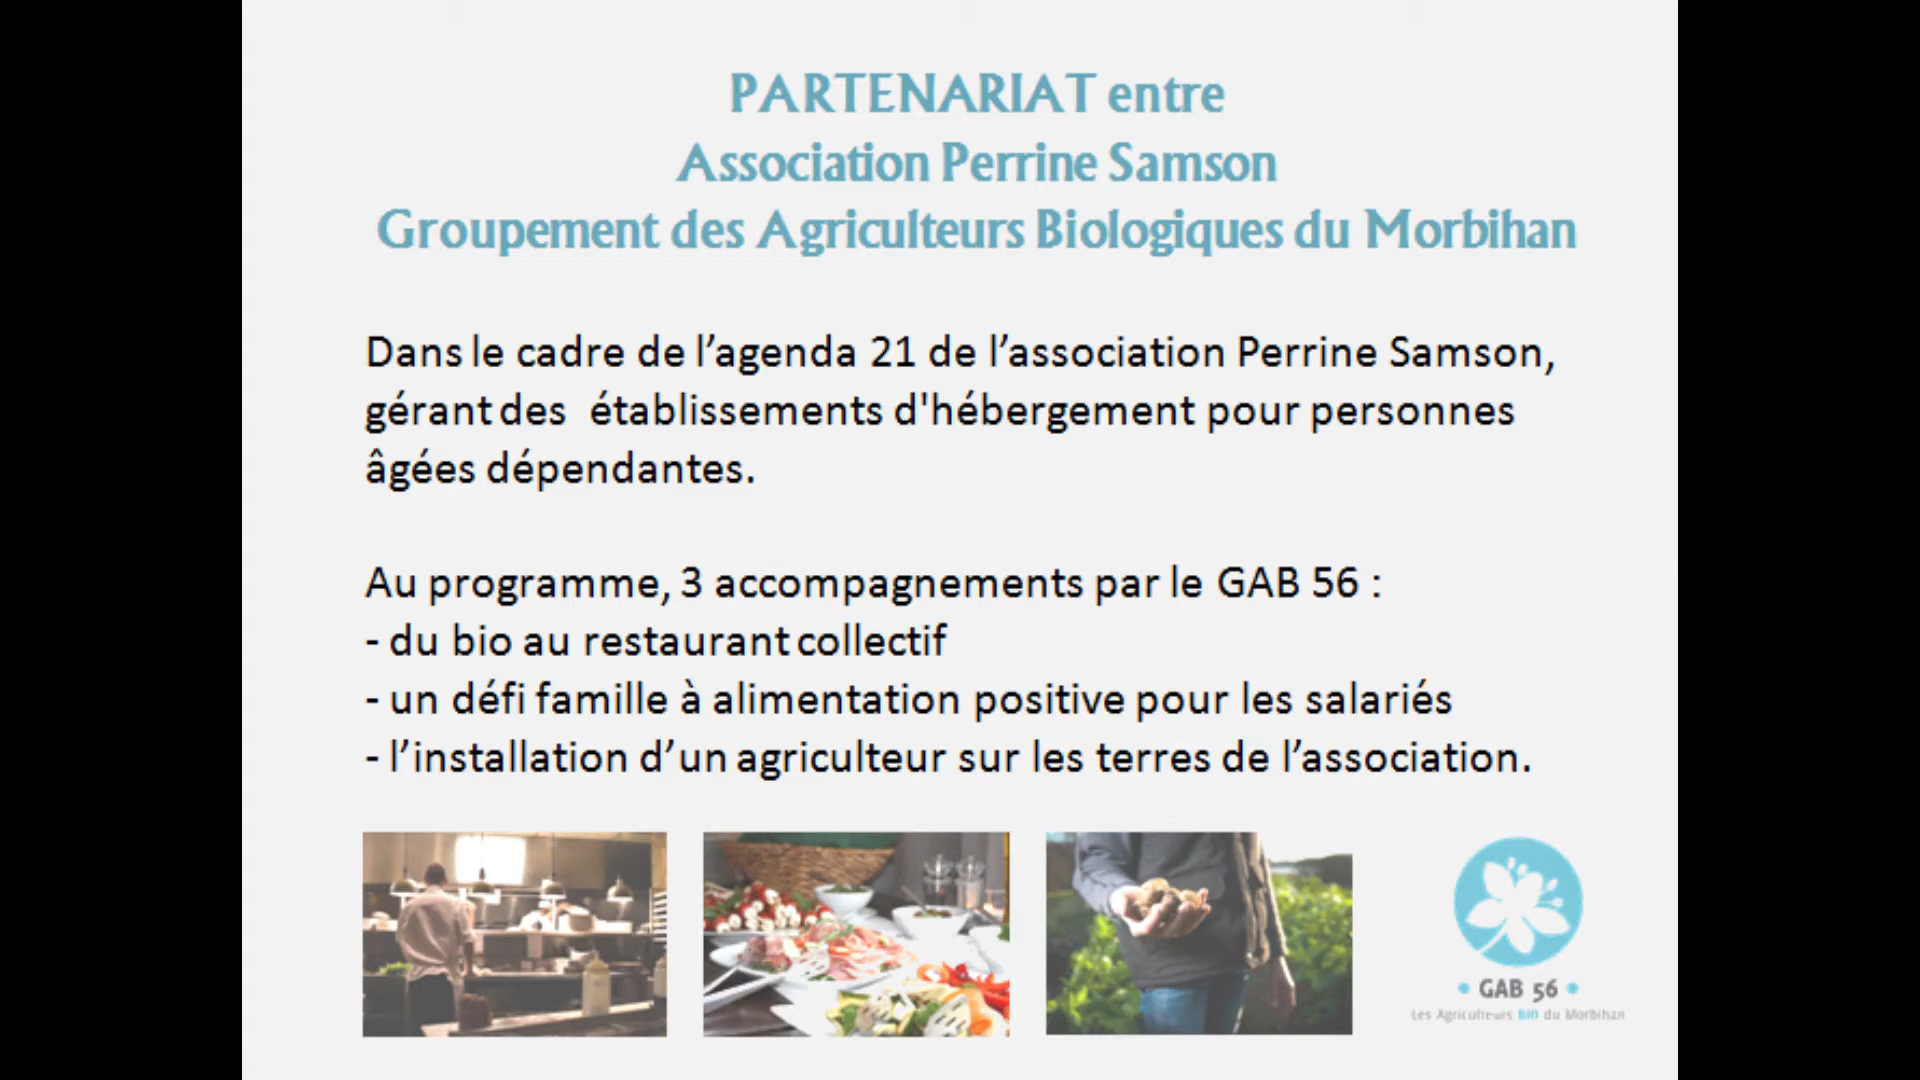 PARTENARIAT entre
Association Perrine Samson
Groupement des Agriculteurs Biologiques du Morbihan
Dans le cadre de l’agenda 21 de l’association Perrine Samson,
gérant des établissements d'hébergement pour personnes
âgées dépendantes.
Au programme, 3 accompagnements par le GAB 56 :
- du bio au restaurant collectif
- un défi famille à alimentation positive pour les salariés
- l’installation d’un agriculteur sur les terres de l’association.
• GAB 56 •
Les Agriculteurs BIO du Morbihan